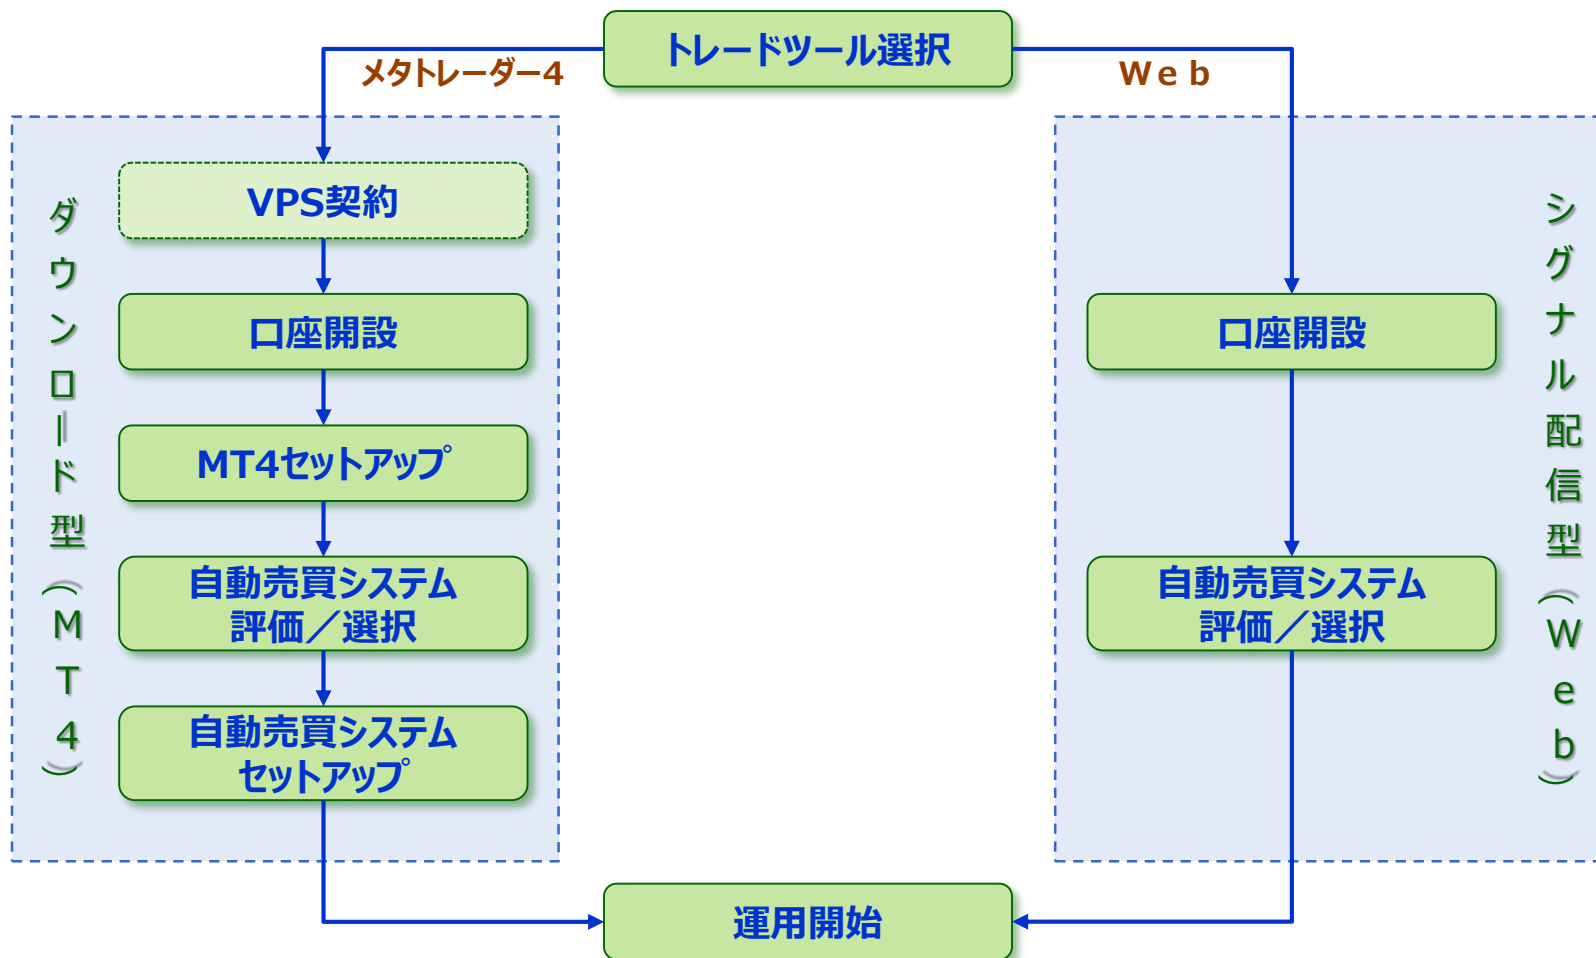 トレードツール選択
メタトレーダー4
Ｗｅｂ
ダウンロード型（ＭＴ４）
VPS契約
口座開設
MT4セットアップ
自動売買システム
評価／選択
自動売買システム
セットアップ
シグナル配信型（Ｗｅｂ）
口座開設
自動売買システム
評価／選択
運用開始